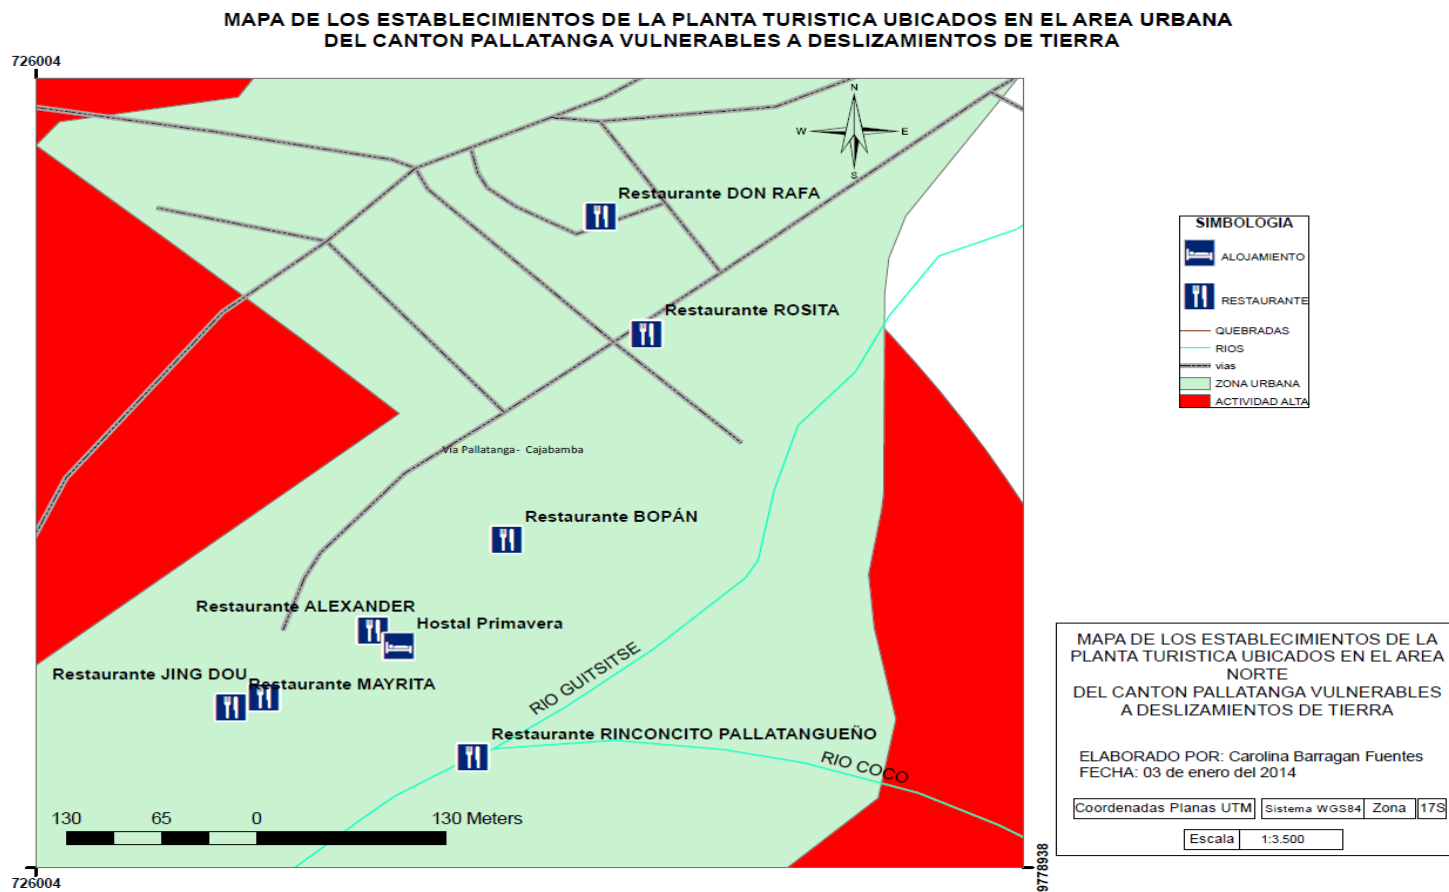 MAPA DE LOS ESTABLECIMIENTOS DE LA PLANTA TURISTICA UBICADOS EN EL AREA URBANA
DEL CANTON PALLATANGA VULNERABLES A DESLIZAMIENTOS DE TIERRA
726004
N
W
E
S
Restaurante DON RAFA
Restaurante ROSITA
Via Pallatanga- Cajabamba
Restaurante BOPÁN
Restaurante ALEXANDER
Hostal Primavera
Restaurante JING DOU
Restaurante MAYRITA
RIO GUITSITSE
Restaurante RINCONCITO PALLATANGUEÑO
RIO COCO
130 65 0 130 Meters
726004
9778938
SIMBOLOGIA
ALOJAMIENTO
RESTAURANTE
QUEBRADAS
RIOS
vias
ZONA URBANA
ACTIVIDAD ALTA
MAPA DE LOS ESTABLECIMIENTOS DE LA
PLANTA TURISTICA UBICADOS EN EL AREA
NORTE
DEL CANTON PALLATANGA VULNERABLES
A DESLIZAMIENTOS DE TIERRA
ELABORADO POR: Carolina Barragan Fuentes
FECHA: 03 de enero del 2014
Coordenadas Planas UTM Sistema WGS84 Zona 17S
Escala 1:3.500